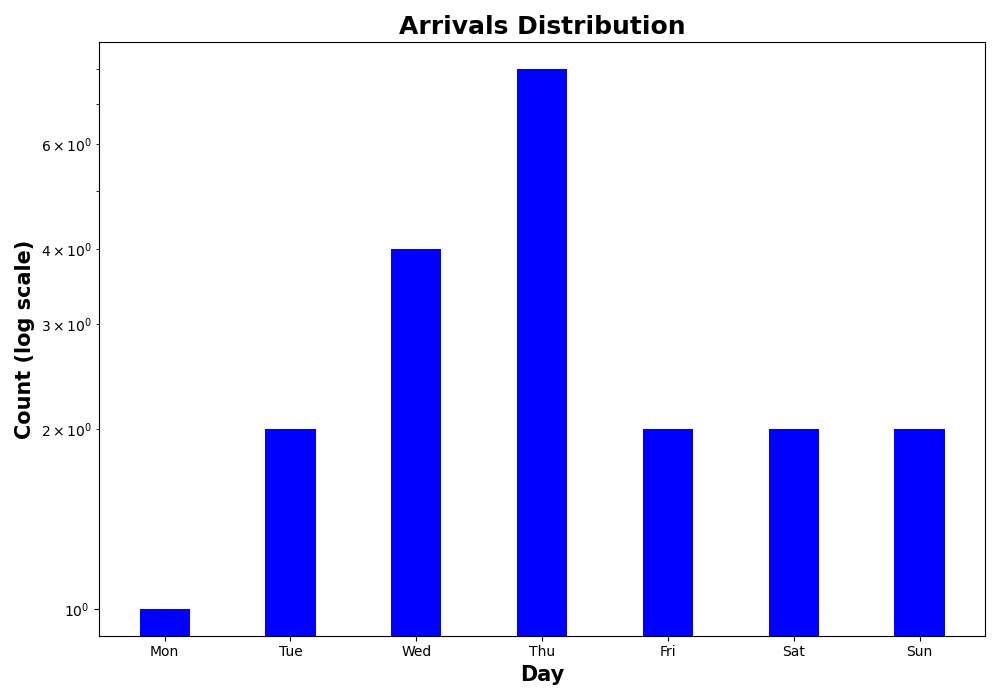 Arrivals Distribution
6 × 10⁰
4 × 10⁰
3 × 10⁰
2 × 10⁰
10⁰
Count (log scale)
Mon Tue Wed Thu Fri Sat Sun
Day